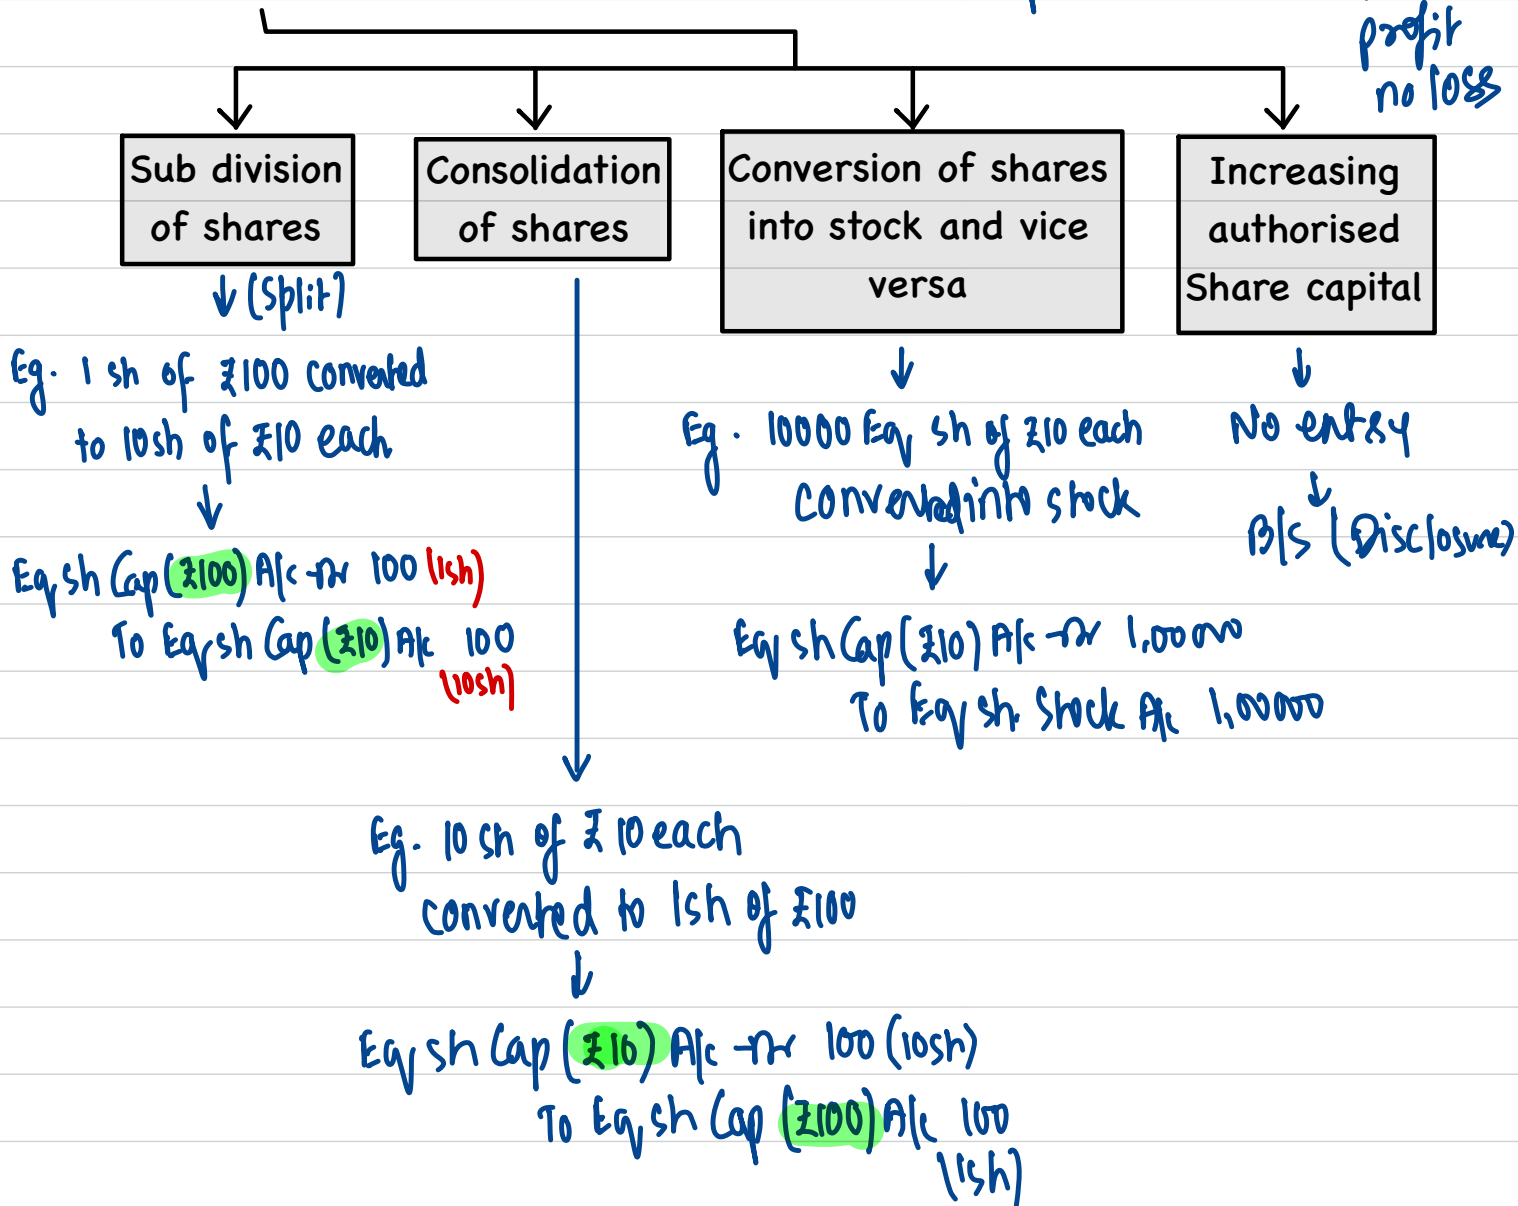 profit
no loss
Sub division
of shares
Consolidation
of shares
Conversion of shares
into stock and vice
versa
Increasing
authorised
Share capital
(Split)
Eg. 1 sh of ₹100 converted
to 10sh of ₹10 each
Eq sh Cap (₹100) A/c Dr 100 (1sh)
To Eq sh Cap (₹10) A/c 100
(10sh)
Eg. 10000 Eq sh of ₹10 each
converted into stock
Eq sh Cap (₹10) A/c Dr 1,00000
To Eq sh. Stock A/c 1,00000
No entry
B/S (Disclosure)
Eg. 10 sh of ₹10 each
converted to 1sh of ₹100
Eq sh Cap (₹10) A/c Dr 100 (10sh)
To Eq sh Cap (₹100) A/c 100
(1sh)